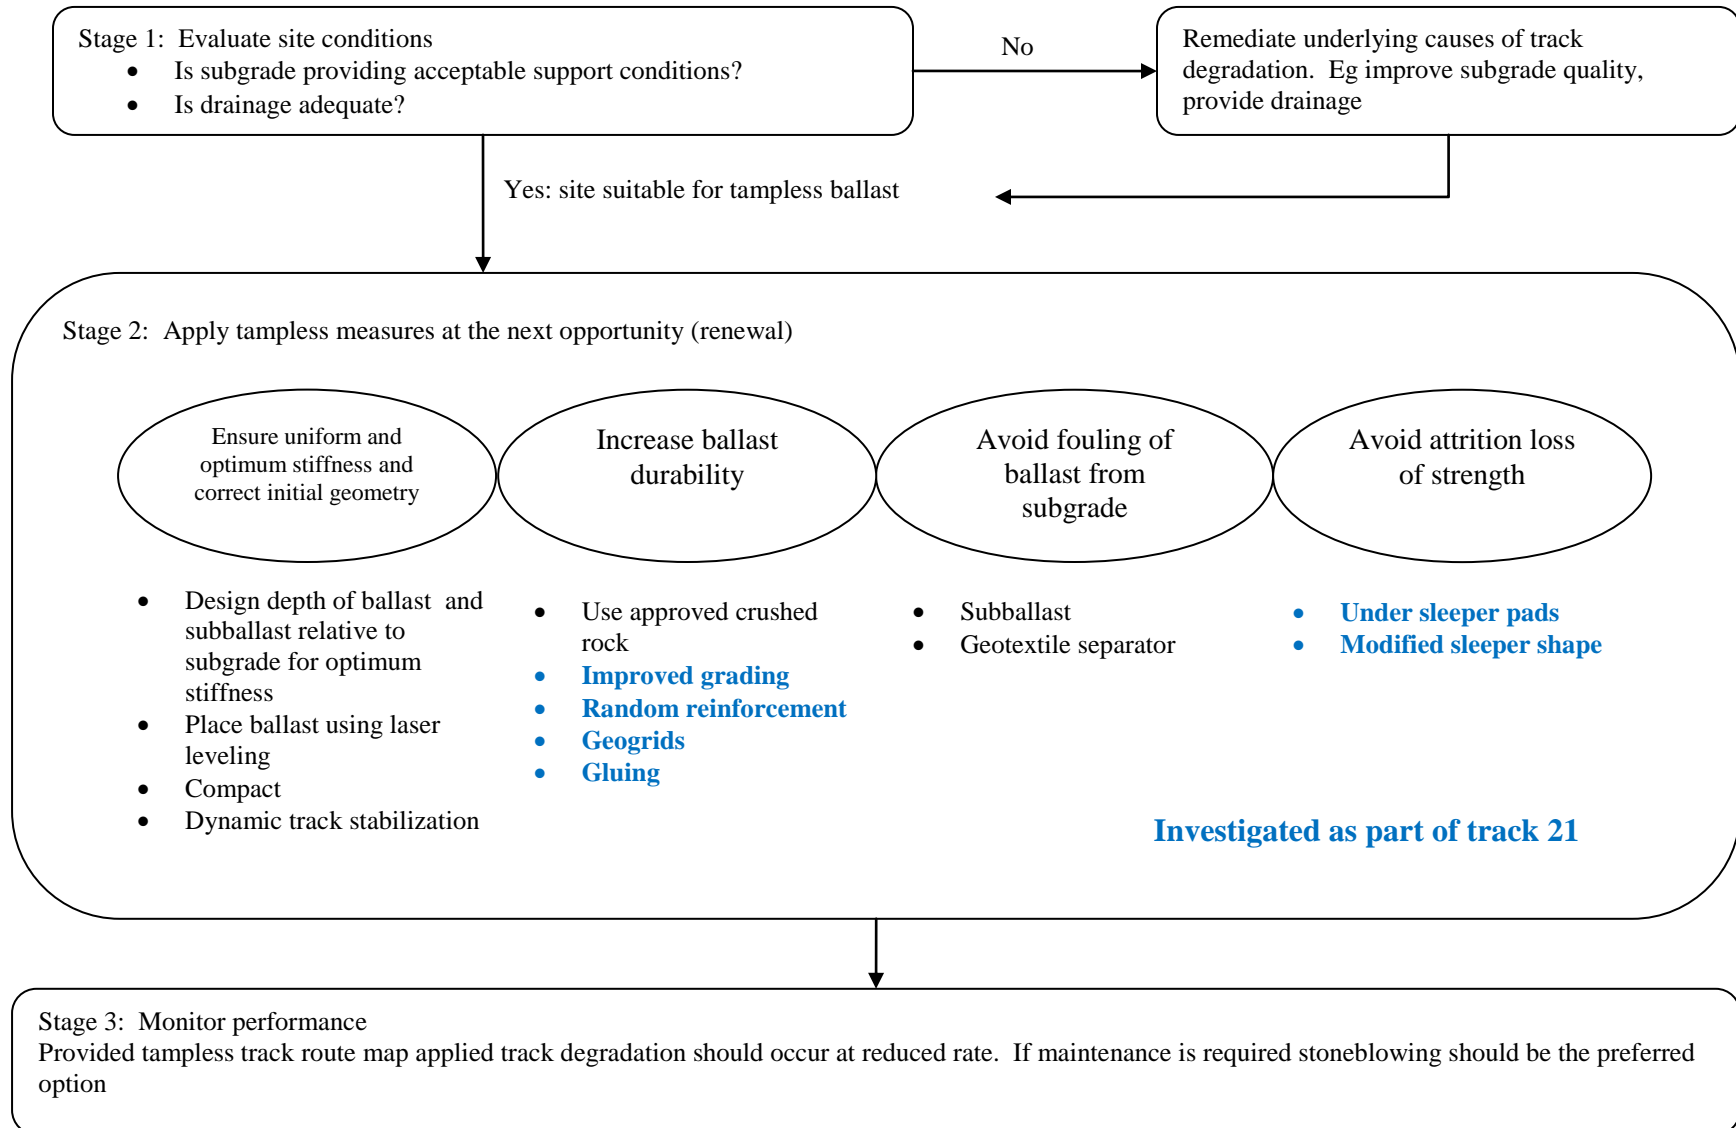 Stage 1:  Evaluate site conditions
• Is subgrade providing acceptable support conditions?
• Is drainage adequate?
No
Remediate underlying causes of track
degradation.  Eg improve subgrade quality,
provide drainage
Yes: site suitable for tampless ballast
Stage 2:  Apply tampless measures at the next opportunity (renewal)
Ensure uniform and
optimum stiffness and
correct initial geometry
Increase ballast
durability
Avoid fouling of
ballast from
subgrade
Avoid attrition loss
of strength
• Design depth of ballast  and
subballast relative to
subgrade for optimum
stiffness
• Place ballast using laser
leveling
• Compact
• Dynamic track stabilization
• Use approved crushed
rock
• Improved grading
• Random reinforcement
• Geogrids
• Gluing
• Subballast
• Geotextile separator
• Under sleeper pads
• Modified sleeper shape
Investigated as part of track 21
Stage 3:  Monitor performance
Provided tampless track route map applied track degradation should occur at reduced rate.  If maintenance is required stoneblowing should be the preferred
option